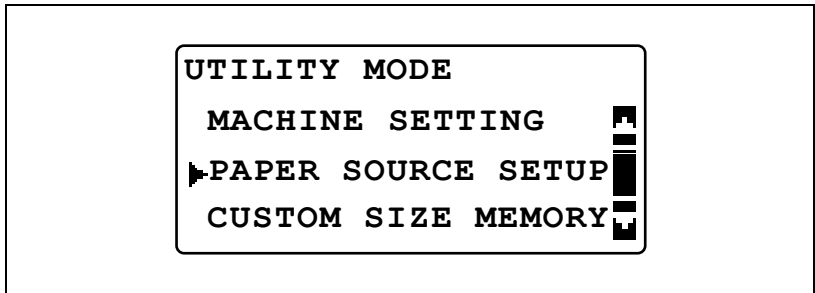 UTILITY MODE
MACHINE SETTING
PAPER SOURCE SETUP
CUSTOM SIZE MEMORY